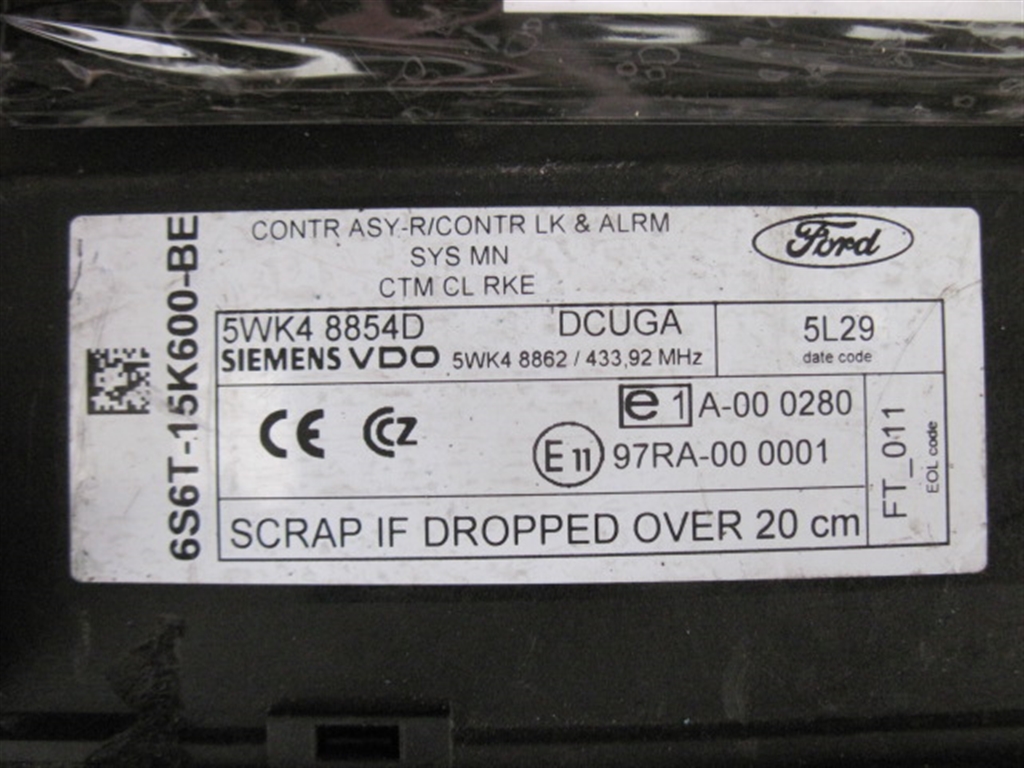 CONTR ASY-R/CONTR LK & ALRM
SYS MN
CTM CL RKE
Ford
6S6T-15K600-BE
5WK4 8854D DCUGA
SIEMENS VDO 5WK4 8862 / 433,92 MHz
5L29
date code
CE CCZ
e 1 A-00 0280
E 11 97RA-00 0001
FT_011
EOL code
SCRAP IF DROPPED OVER 20 cm